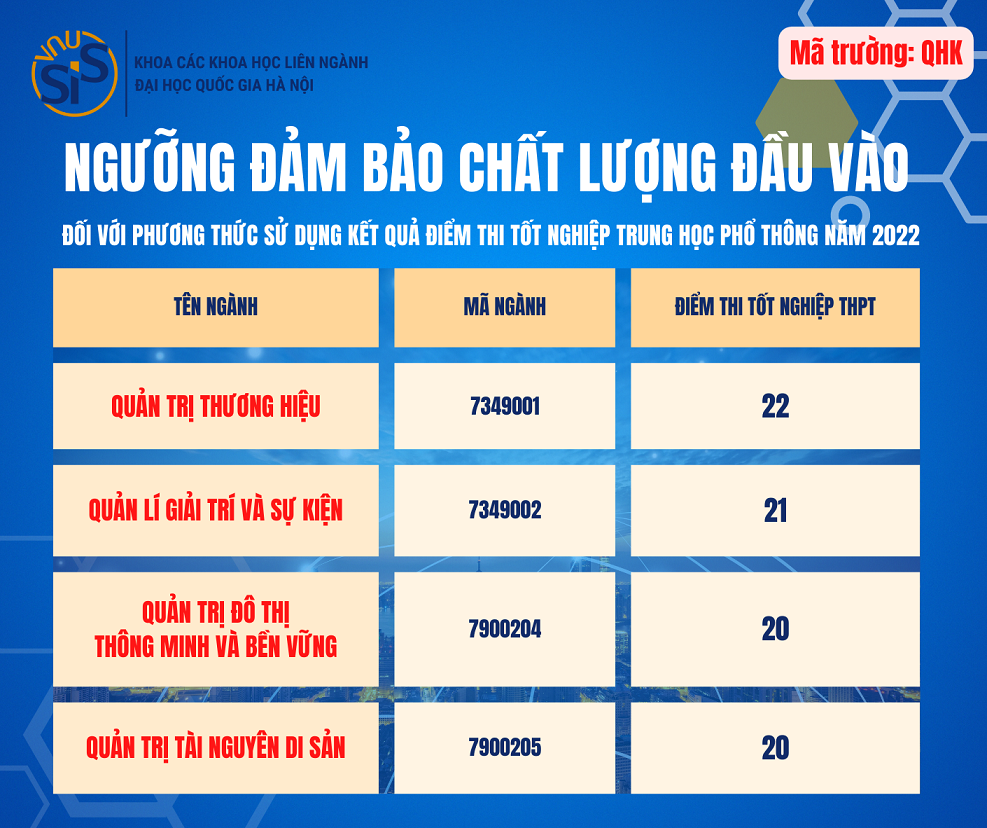 VNU
SIS
KHOA CÁC KHOA HỌC LIÊN NGÀNH
ĐẠI HỌC QUỐC GIA HÀ NỘI
Mã trường: QHK
NGƯỠNG ĐẢM BẢO CHẤT LƯỢNG ĐẦU VÀO
ĐỐI VỚI PHƯƠNG THỨC SỬ DỤNG KẾT QUẢ ĐIỂM THI TỐT NGHIỆP TRUNG HỌC PHỔ THÔNG NĂM 2022
TÊN NGÀNH
MÃ NGÀNH
ĐIỂM THI TỐT NGHIỆP THPT
QUẢN TRỊ THƯƠNG HIỆU
7349001
22
QUẢN LÍ GIẢI TRÍ VÀ SỰ KIỆN
7349002
21
QUẢN TRỊ ĐÔ THỊ
THÔNG MINH VÀ BỀN VỮNG
7900204
20
QUẢN TRỊ TÀI NGUYÊN DI SẢN
7900205
20